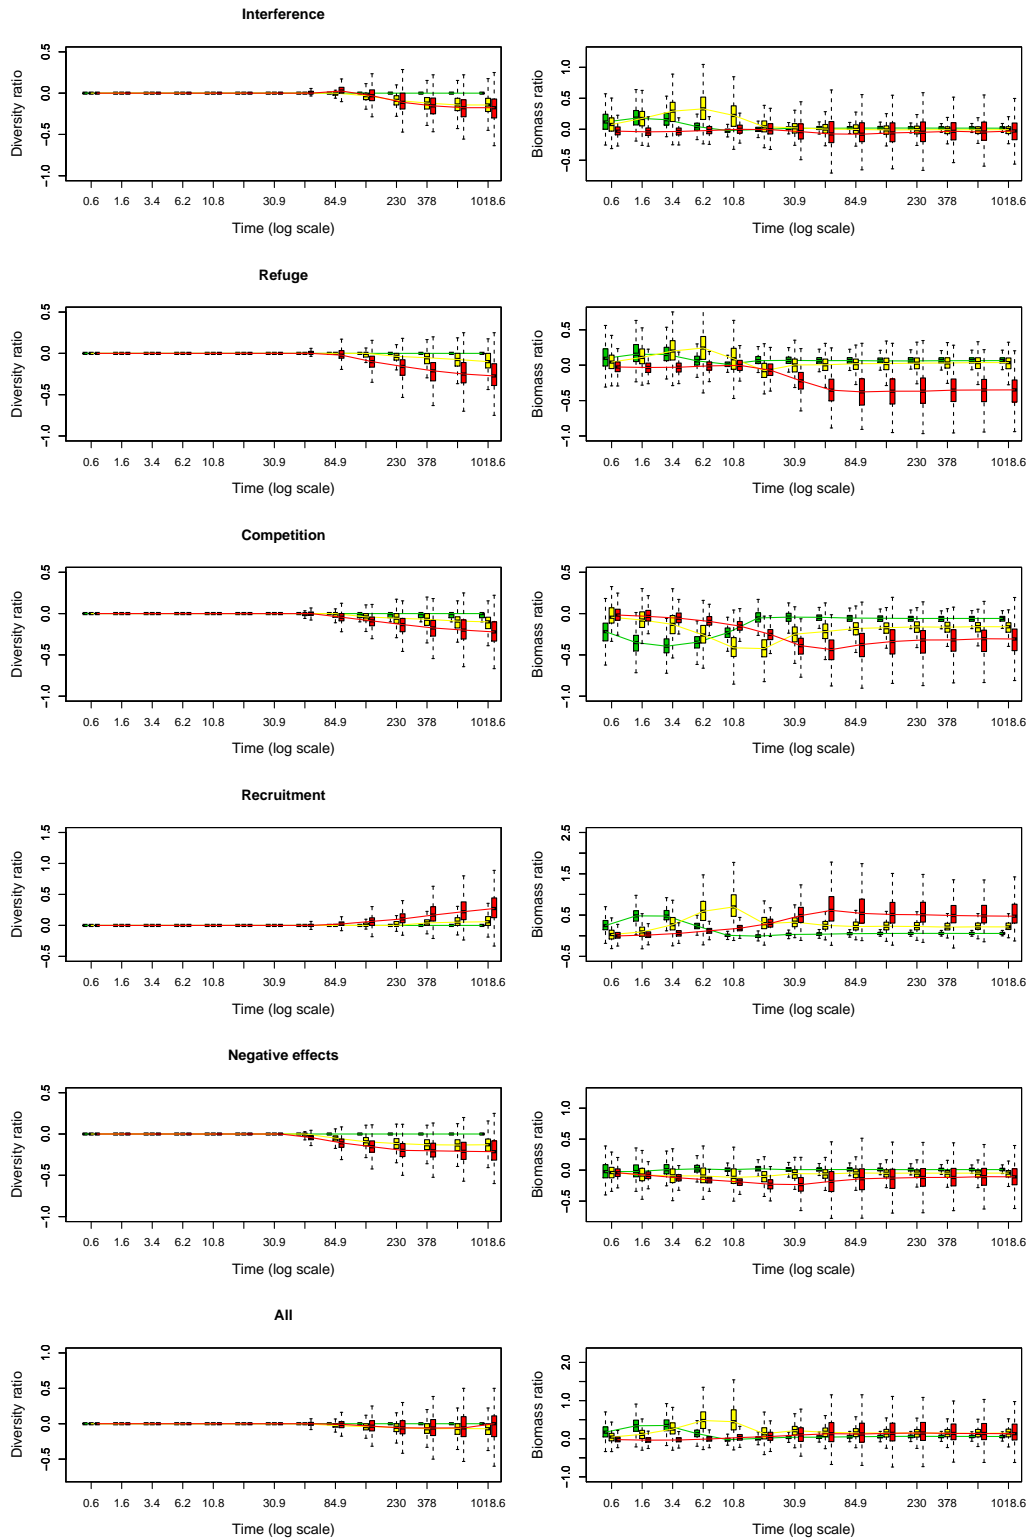 Interference
Diversity ratio
0.5
0.0
−0.5
−1.0
0.6 1.6 3.4 6.2 10.8 30.9 84.9 230 378 1018.6
Time (log scale)
Biomass ratio
1.0
0.5
0.0
−0.5
0.6 1.6 3.4 6.2 10.8 30.9 84.9 230 378 1018.6
Time (log scale)
Refuge
Diversity ratio
0.5
0.0
−0.5
−1.0
0.6 1.6 3.4 6.2 10.8 30.9 84.9 230 378 1018.6
Time (log scale)
Biomass ratio
0.5
0.0
−0.5
−1.0
0.6 1.6 3.4 6.2 10.8 30.9 84.9 230 378 1018.6
Time (log scale)
Competition
Diversity ratio
0.5
0.0
−0.5
−1.0
0.6 1.6 3.4 6.2 10.8 30.9 84.9 230 378 1018.6
Time (log scale)
Biomass ratio
0.5
0.0
−0.5
−1.0
0.6 1.6 3.4 6.2 10.8 30.9 84.9 230 378 1018.6
Time (log scale)
Recruitment
Diversity ratio
1.5
1.0
0.5
0.0
−0.5
0.6 1.6 3.4 6.2 10.8 30.9 84.9 230 378 1018.6
Time (log scale)
Biomass ratio
2.5
1.5
0.5
−0.5
0.6 1.6 3.4 6.2 10.8 30.9 84.9 230 378 1018.6
Time (log scale)
Negative effects
Diversity ratio
0.5
0.0
−0.5
−1.0
0.6 1.6 3.4 6.2 10.8 30.9 84.9 230 378 1018.6
Time (log scale)
Biomass ratio
1.0
0.5
0.0
−0.5
0.6 1.6 3.4 6.2 10.8 30.9 84.9 230 378 1018.6
Time (log scale)
All
Diversity ratio
1.0
0.5
0.0
−0.5
0.6 1.6 3.4 6.2 10.8 30.9 84.9 230 378 1018.6
Time (log scale)
Biomass ratio
2.0
1.0
0.0
−1.0
0.6 1.6 3.4 6.2 10.8 30.9 84.9 230 378 1018.6
Time (log scale)